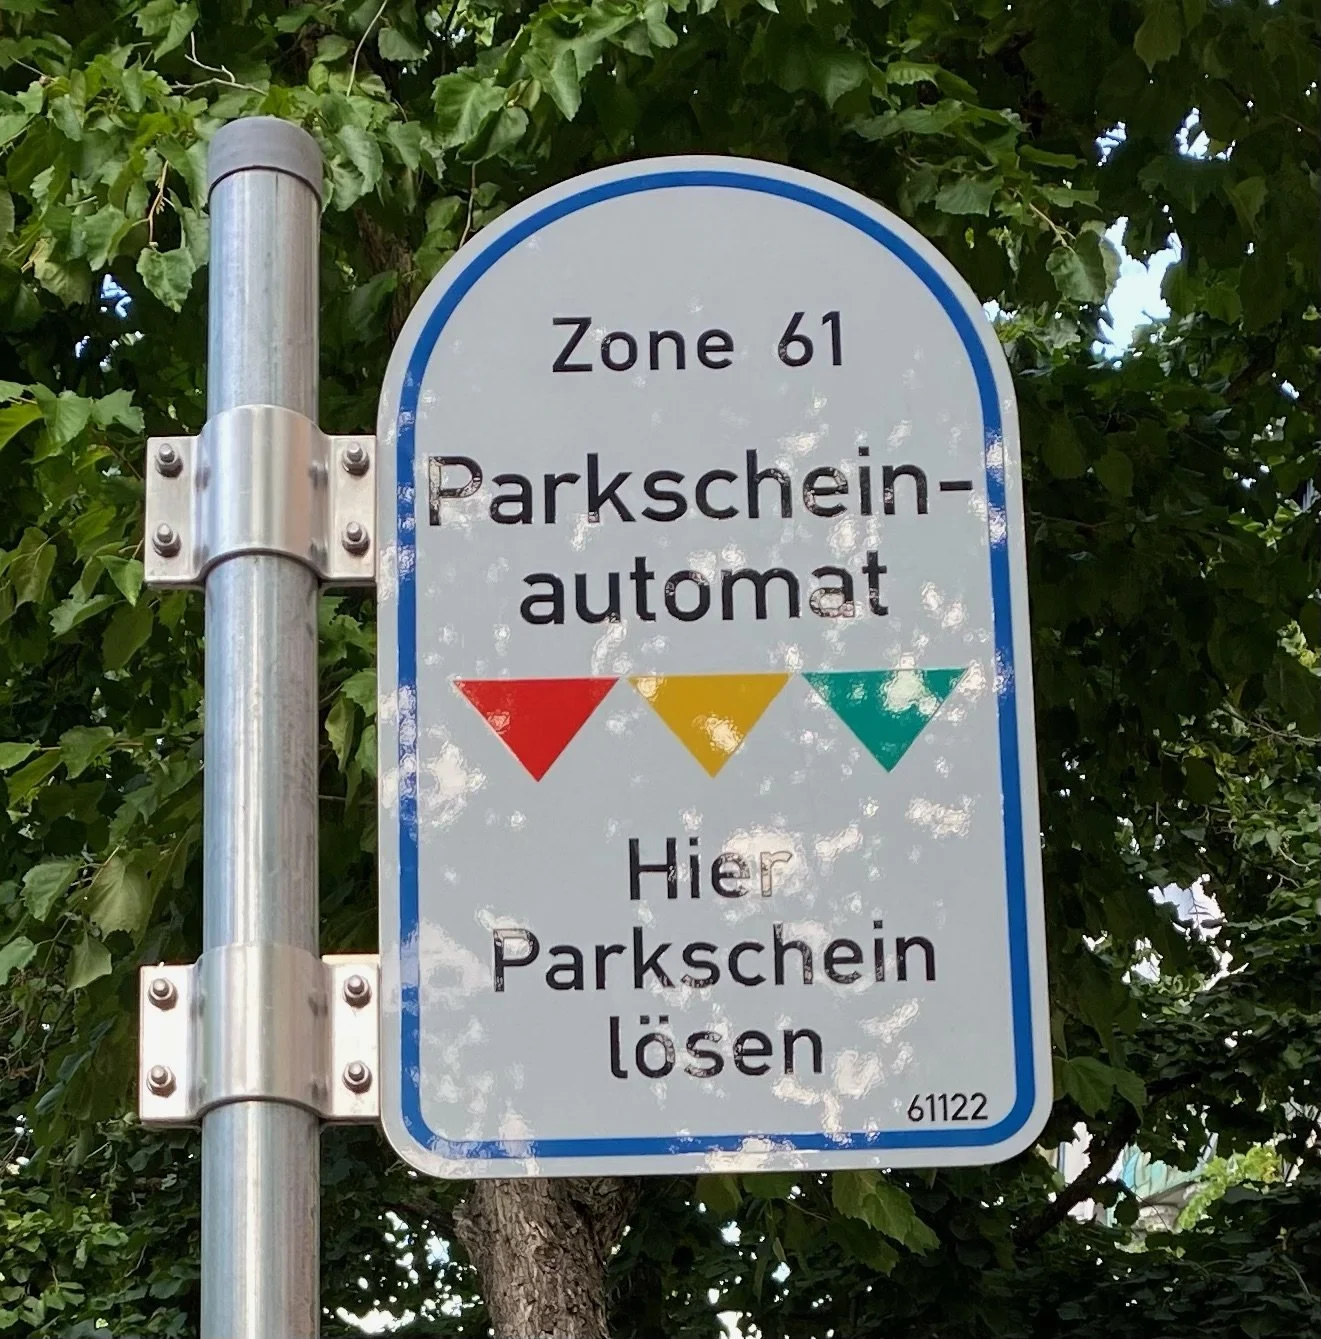 Zone 61
Parkschein-
automat
Hier
Parkschein
lösen
61122